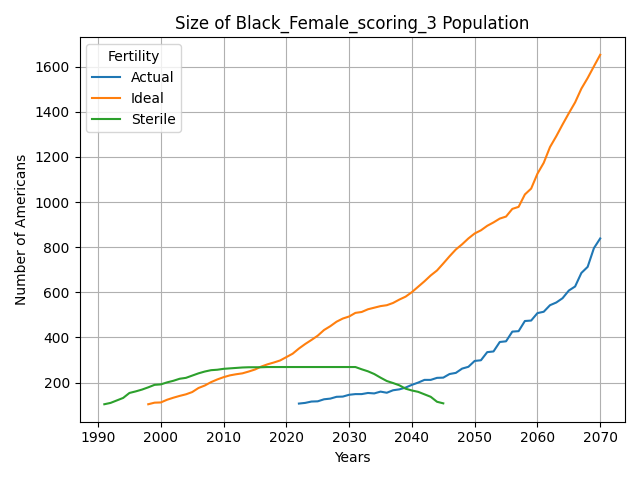 Size of Black_Female_scoring_3 Population
Fertility
Actual
Ideal
Sterile
Number of Americans
1600
1400
1200
1000
800
600
400
200
1990 2000 2010 2020 2030 2040 2050 2060 2070
Years